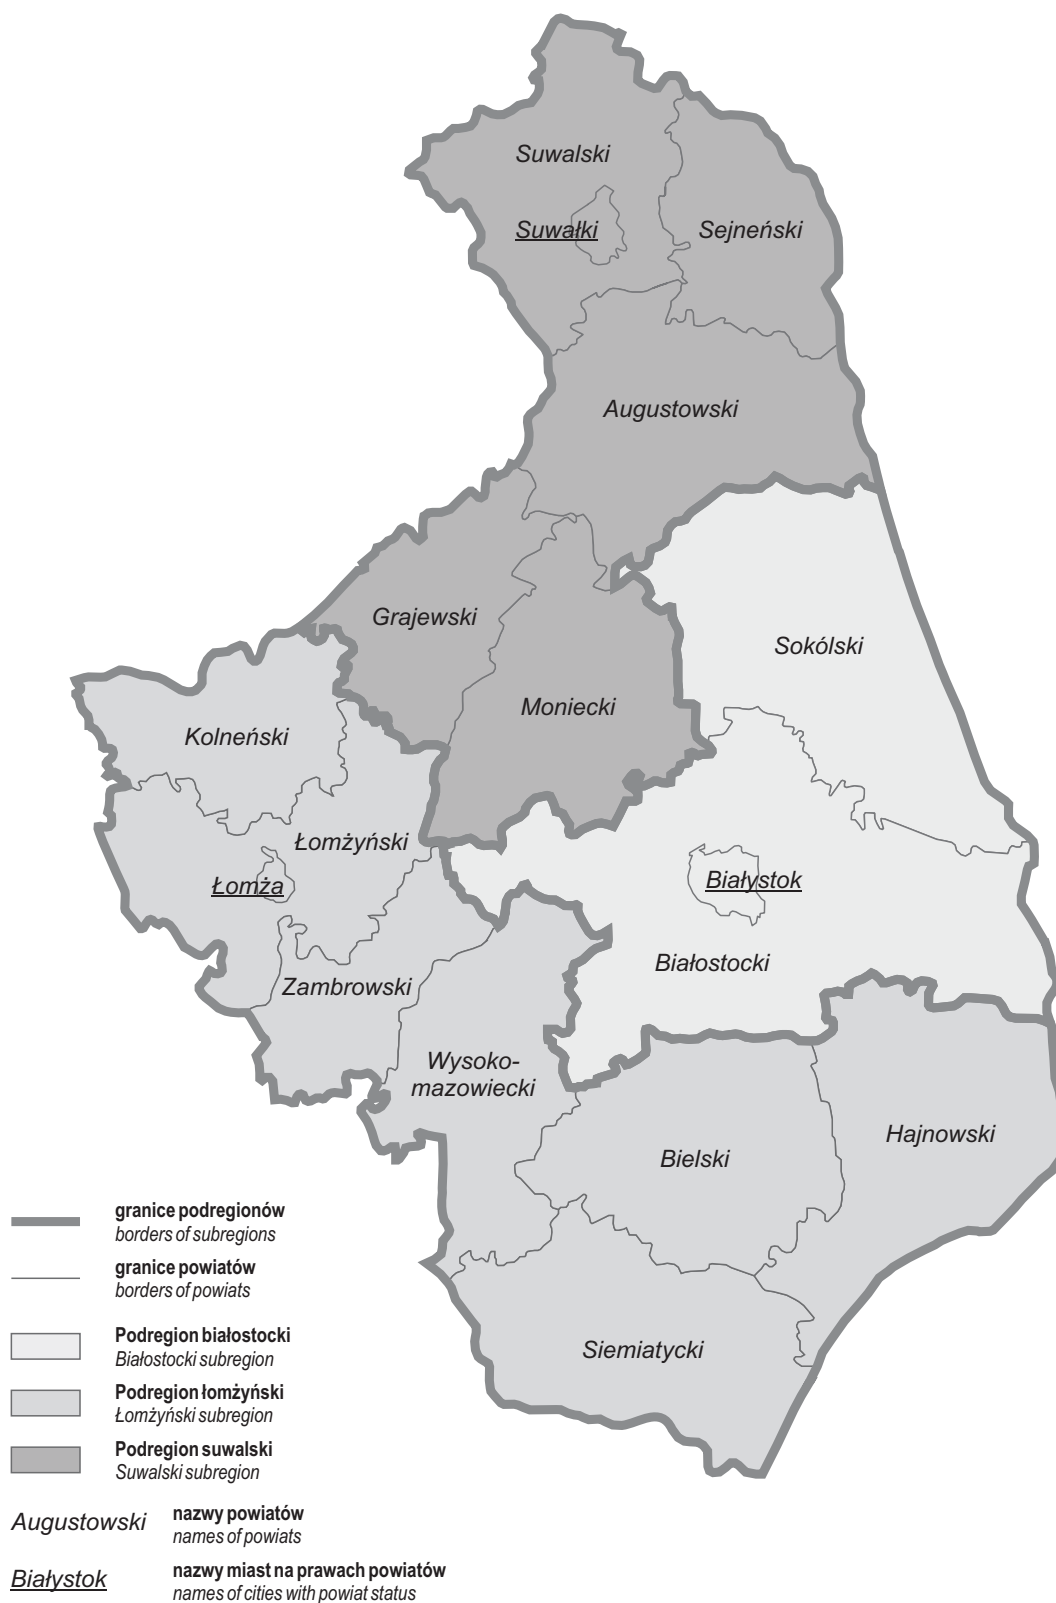 Suwalski
Suwałki
Sejneński
Augustowski
Grajewski
Sokólski
Moniecki
Kolneński
Łomżyński
Łomża
Białystok
Białostocki
Zambrowski
Wysoko-
mazowiecki
Hajnowski
Bielski
Siemiatycki
granice podregionów
borders of subregions
granice powiatów
borders of powiats
Podregion białostocki
Białostocki subregion
Podregion łomżyński
Łomżyński subregion
Podregion suwalski
Suwalski subregion
Augustowski
nazwy powiatów
names of powiats
Białystok
nazwy miast na prawach powiatów
names of cities with powiat status